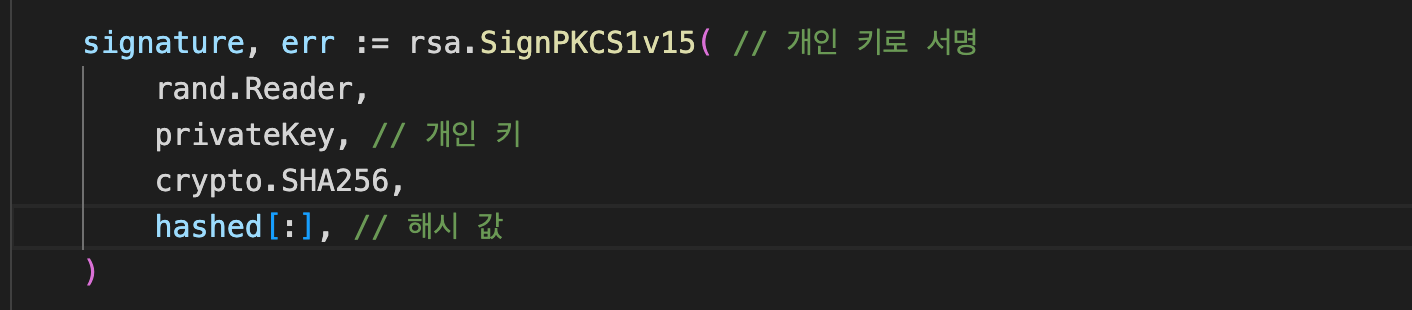 signature, err := rsa.SignPKCS1v15( // 개인 키로 서명
rand.Reader,
privateKey, // 개인 키
crypto.SHA256,
hashed[:], // 해시 값
)